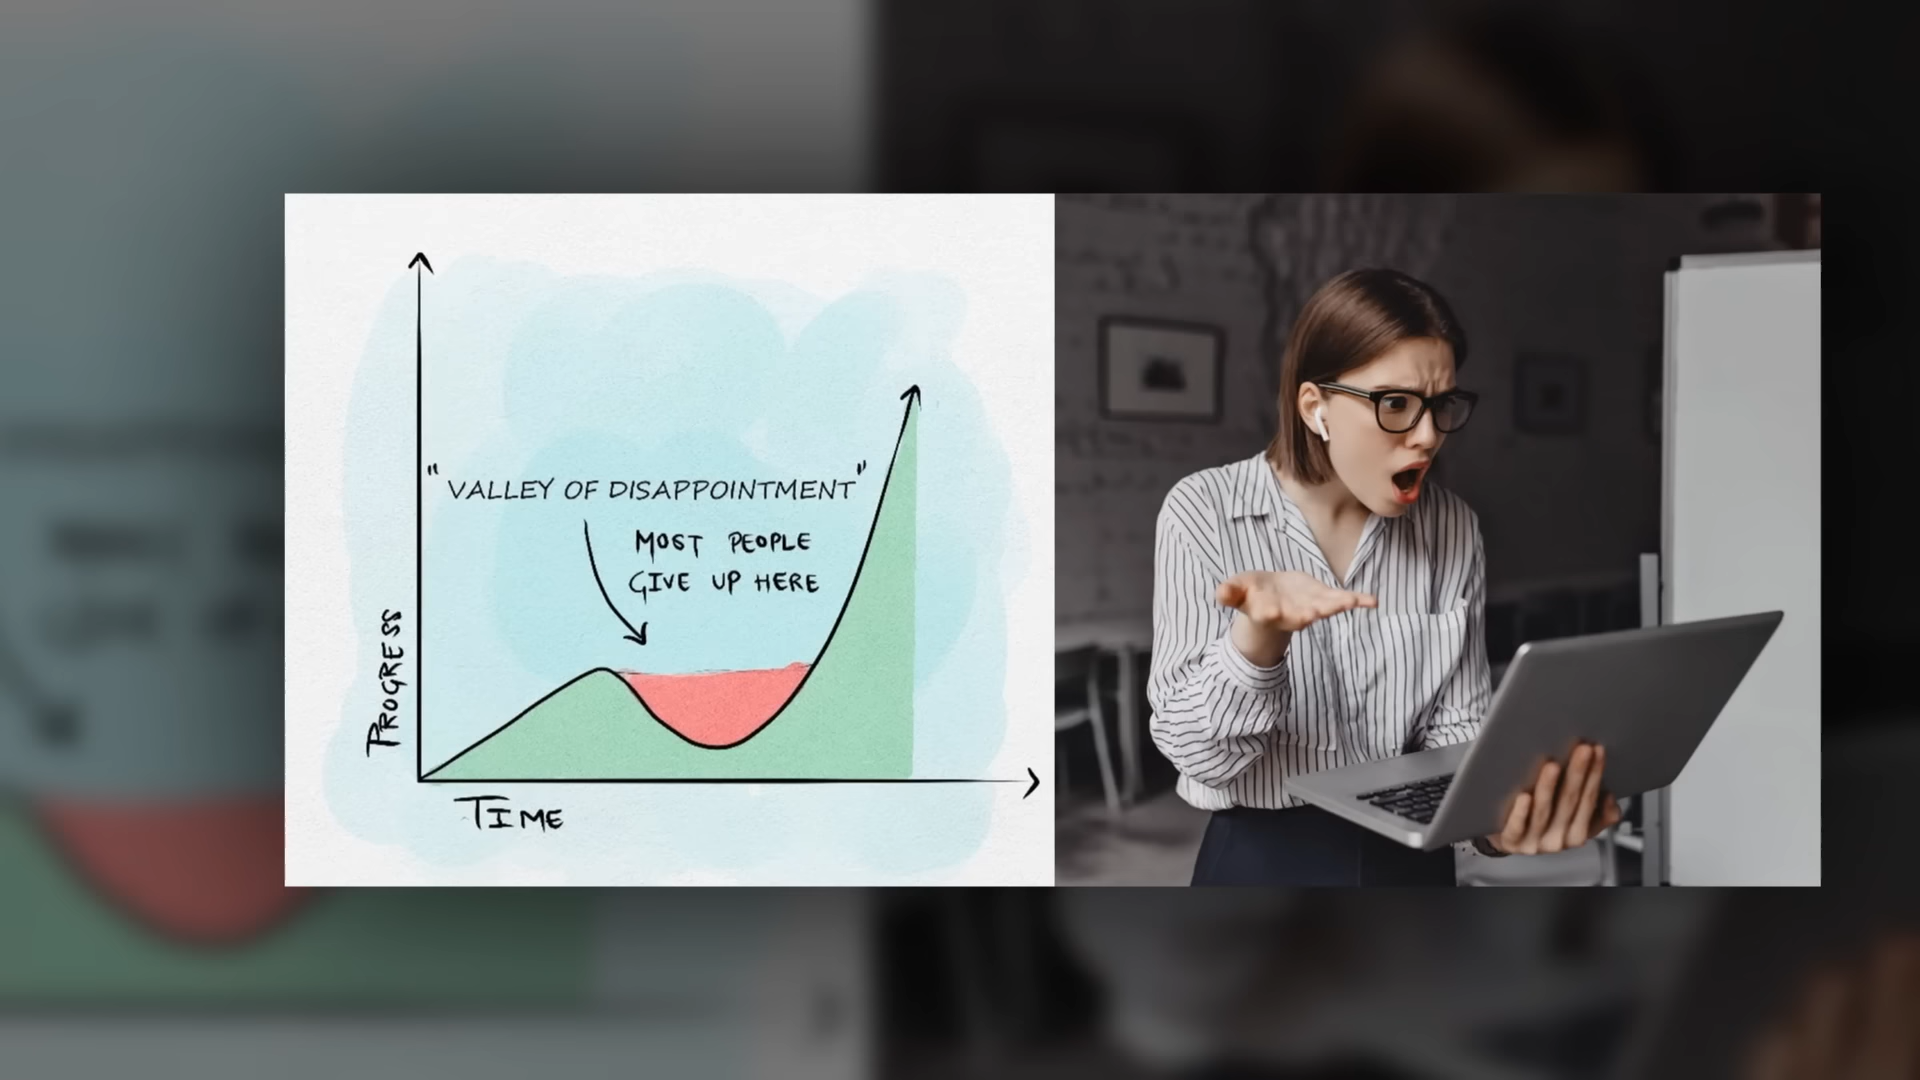 "VALLEY OF DISAPPOINTMENT"
MOST PEOPLE
GIVE UP HERE
PROGRESS
TIME